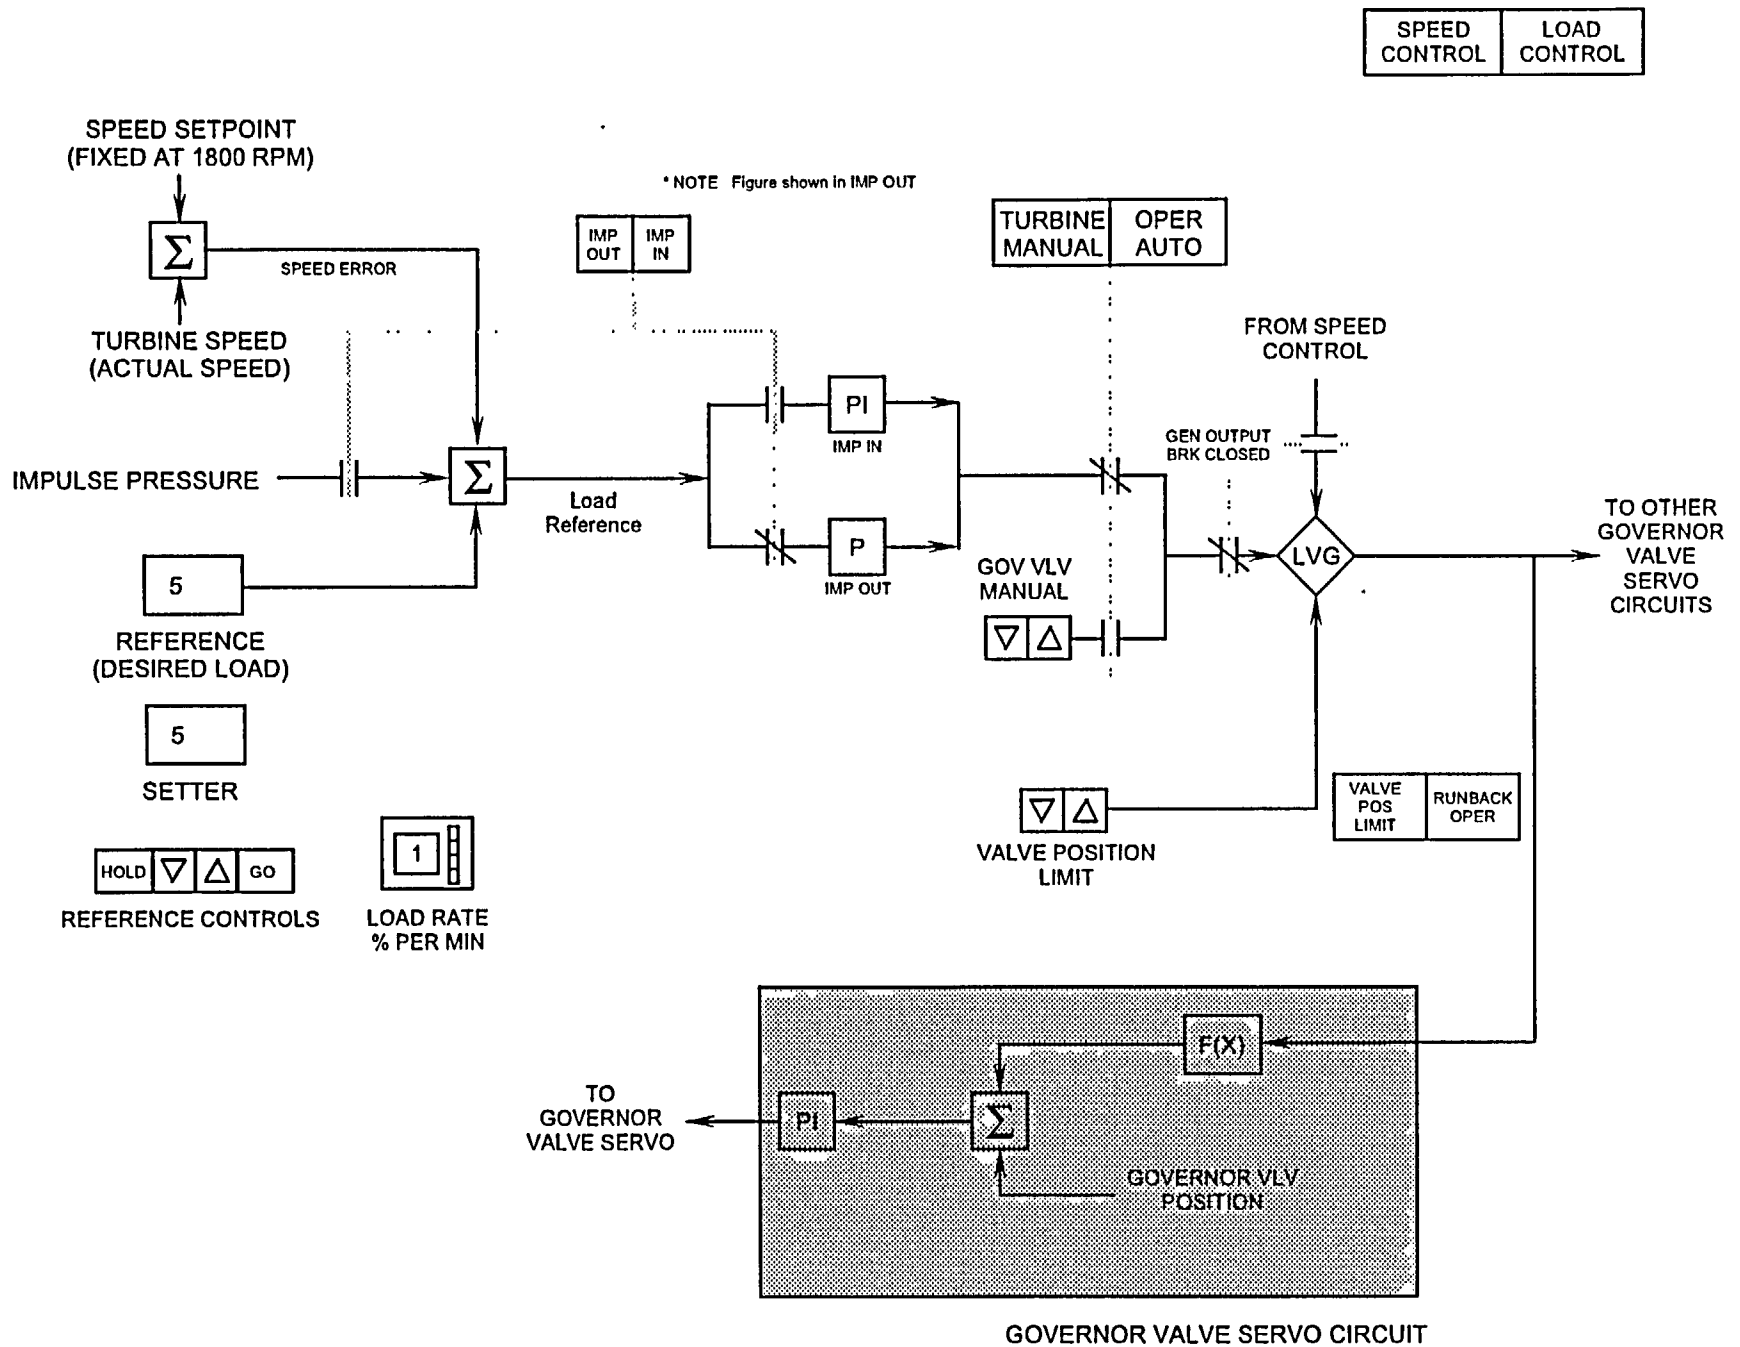 SPEED
CONTROL
LOAD
CONTROL
SPEED SETPOINT
(FIXED AT 1800 RPM)
* NOTE Figure shown in IMP OUT
Σ
SPEED ERROR
IMP
OUT
IMP
IN
TURBINE
MANUAL
OPER
AUTO
TURBINE SPEED
(ACTUAL SPEED)
FROM SPEED
CONTROL
PI
IMP IN
GEN OUTPUT
BRK CLOSED
IMPULSE PRESSURE
Σ
Load
Reference
P
IMP OUT
GOV VLV
MANUAL
LVG
TO OTHER
GOVERNOR
VALVE
SERVO
CIRCUITS
5
REFERENCE
(DESIRED LOAD)
5
SETTER
HOLD
GO
REFERENCE CONTROLS
1
LOAD RATE
% PER MIN
VALVE POSITION
LIMIT
VALVE
POS
LIMIT
RUNBACK
OPER
F(X)
TO
GOVERNOR
VALVE SERVO
PI
Σ
GOVERNOR VLV
POSITION
GOVERNOR VALVE SERVO CIRCUIT